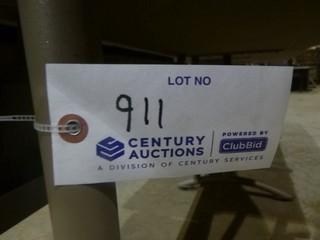 LOT NO
911
CENTURY AUCTIONS
POWERED BY
ClubBid
A DIVISION OF CENTURY SERVICES